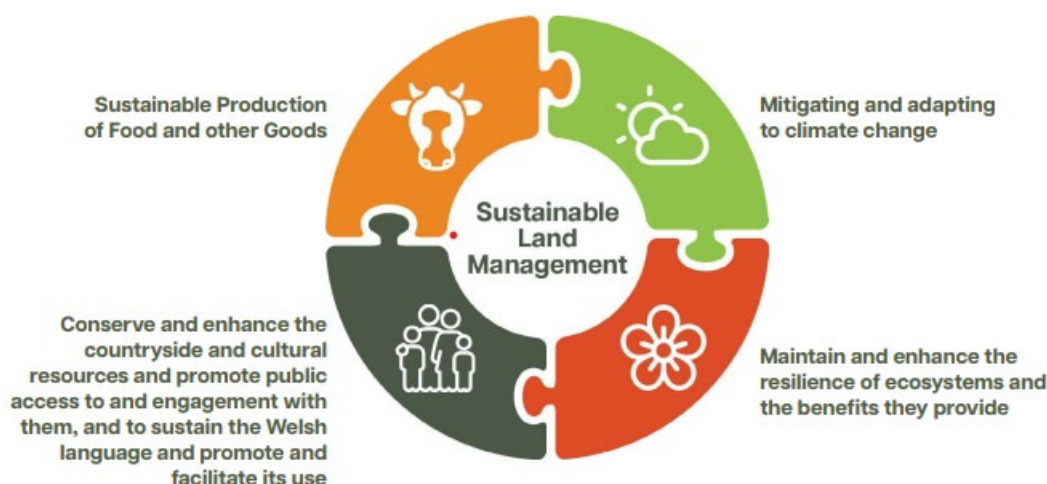 Sustainable Production
of Food and other Goods
Mitigating and adapting
to climate change
Sustainable
Land
Management
Conserve and enhance the
countryside and cultural
resources and promote public
access to and engagement with
them, and to sustain the Welsh
language and promote and
facilitate its use
Maintain and enhance the
resilience of ecosystems and
the benefits they provide